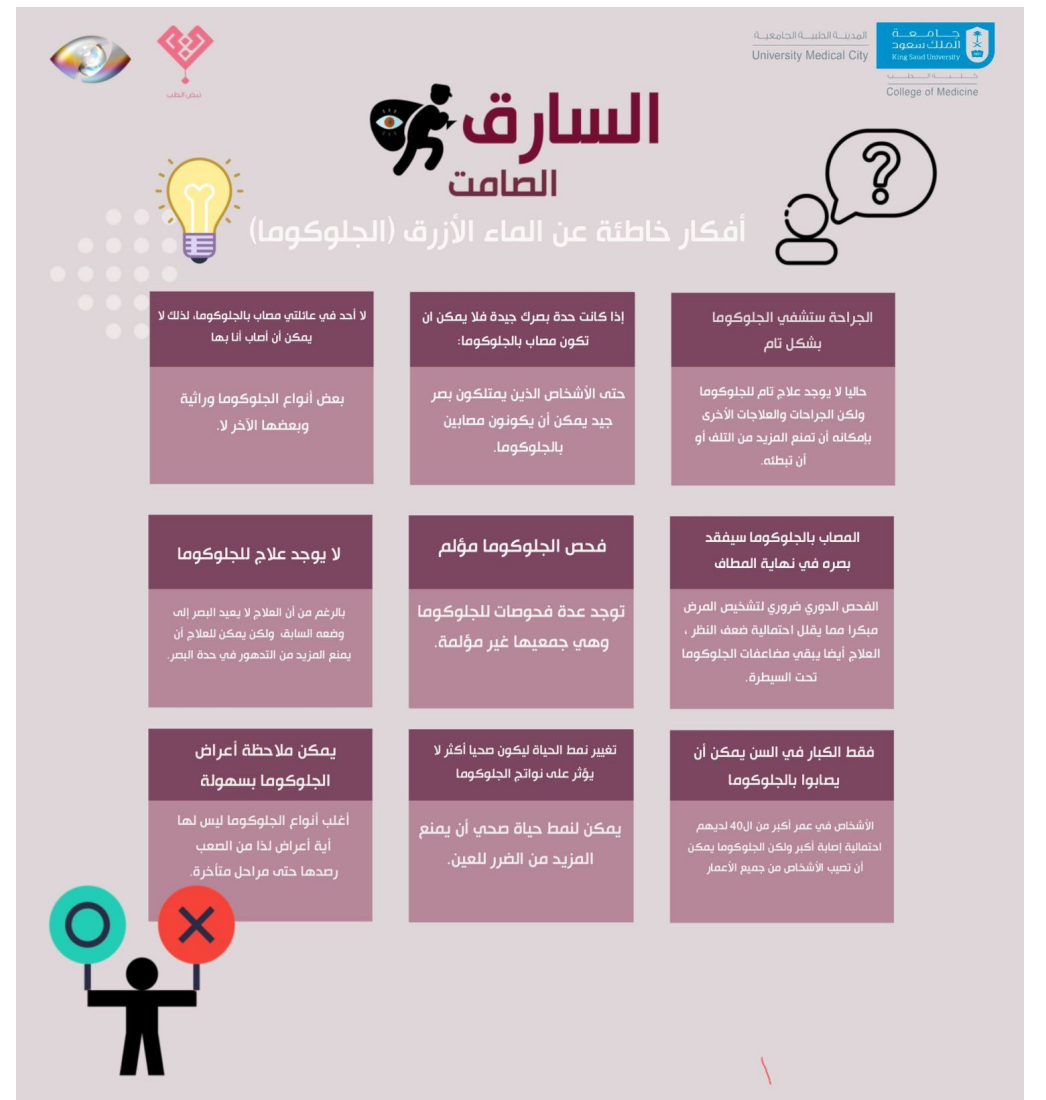 المدينة الطبية الجامعية
University Medical City
جامعة
الملك سعود
King Saud University
كلية الطب
College of Medicine
نبض الطب
السارق
الصامت
أفكار خاطئة عن الماء الأزرق (الجلوكوما)
الجراحة ستشفي الجلوكوما
بشكل تام
حاليا لا يوجد علاج تام للجلوكوما
ولكن الجراحات والعلاجات الأخرى
بإمكانه أن تمنع المزيد من التلف أو
أن تبطئه.
إذا كانت حدة بصرك جيدة فلا يمكن ان
تكون مصاب بالجلوكوما:
حتى الأشخاص الذين يمتلكون بصر
جيد يمكن أن يكونون مصابين
بالجلوكوما.
لا أحد في عائلتي مصاب بالجلوكوما، لذلك لا
يمكن أن أصاب أنا بها
بعض أنواع الجلوكوما وراثية
وبعضها الأخر لا.
المصاب بالجلوكوما سيفقد
بصره في نهاية المطاف
الفحص الدوري ضروري لتشخيص المرض
مبكرا مما يقلل احتمالية ضعف النظر ،
العلاج أيضا يبقي مضاعفات الجلوكوما
تحت السيطرة.
فحص الجلوكوما مؤلم
توجد عدة فحوصات للجلوكوما
وهي جمعيها غير مؤلمة.
لا يوجد علاج للجلوكوما
بالرغم من أن العلاج لا يعيد البصر إلى
وضعه السابق ولكن يمكن للعلاج أن
يمنع المزيد من التدهور في حدة البصر.
فقط الكبار في السن يمكن أن
يصابوا بالجلوكوما
الأشخاص في عمر أكبر من ال40 لديهم
احتمالية إصابة أكبر ولكن الجلوكوما يمكن
أن تصيب الأشخاص من جميع الأعمار
تغيير نمط الحياة ليكون صحيا أكثر لا
يؤثر على نواتج الجلوكوما
يمكن لنمط حياة صحي أن يمنع
المزيد من الضرر للعين.
يمكن ملاحظة أعراض
الجلوكوما بسهولة
أغلب أنواع الجلوكوما ليس لها
أية أعراض لذا من الصعب
رصدها حتى مراحل متأخرة.